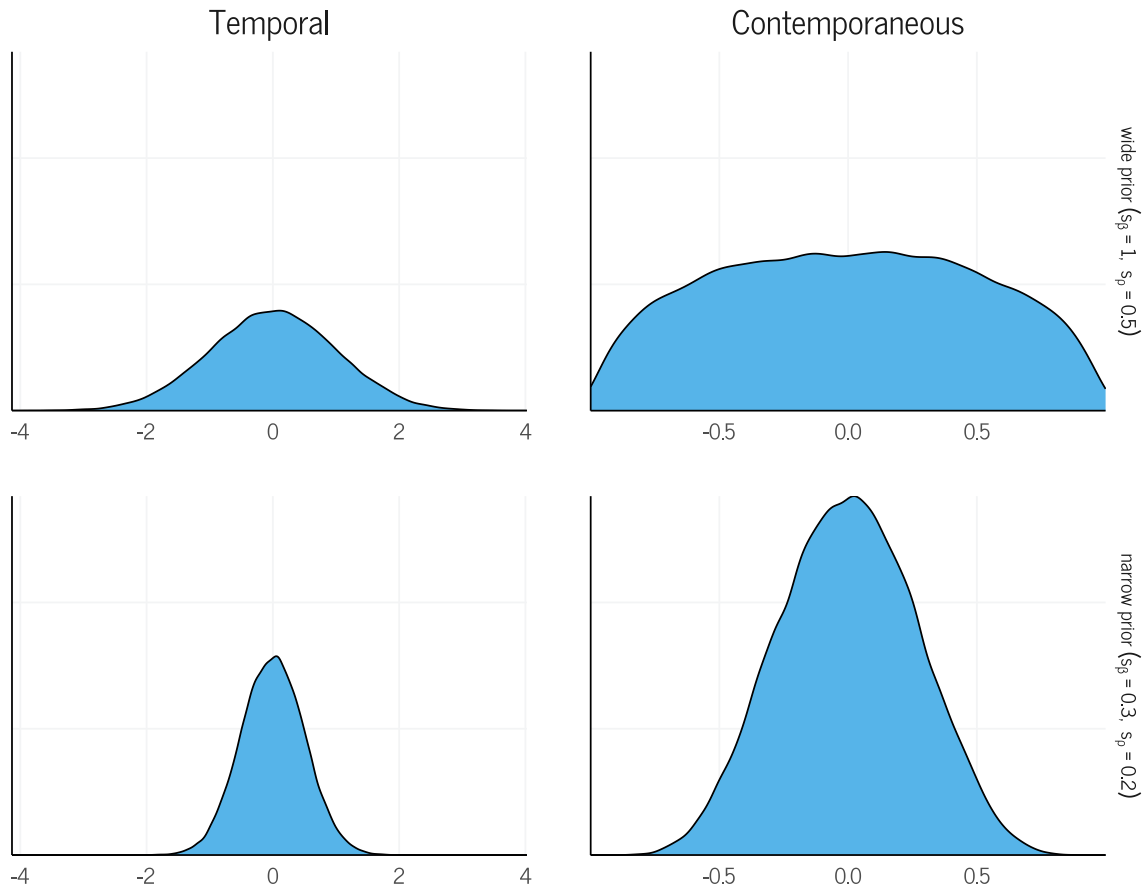 Temporal
Contemporaneous
-4 -2 0 2 4
-0.5 0.0 0.5
wide prior (sβ = 1, sρ = 0.5)
-4 -2 0 2 4
-0.5 0.0 0.5
narrow prior (sβ = 0.3, sρ = 0.2)